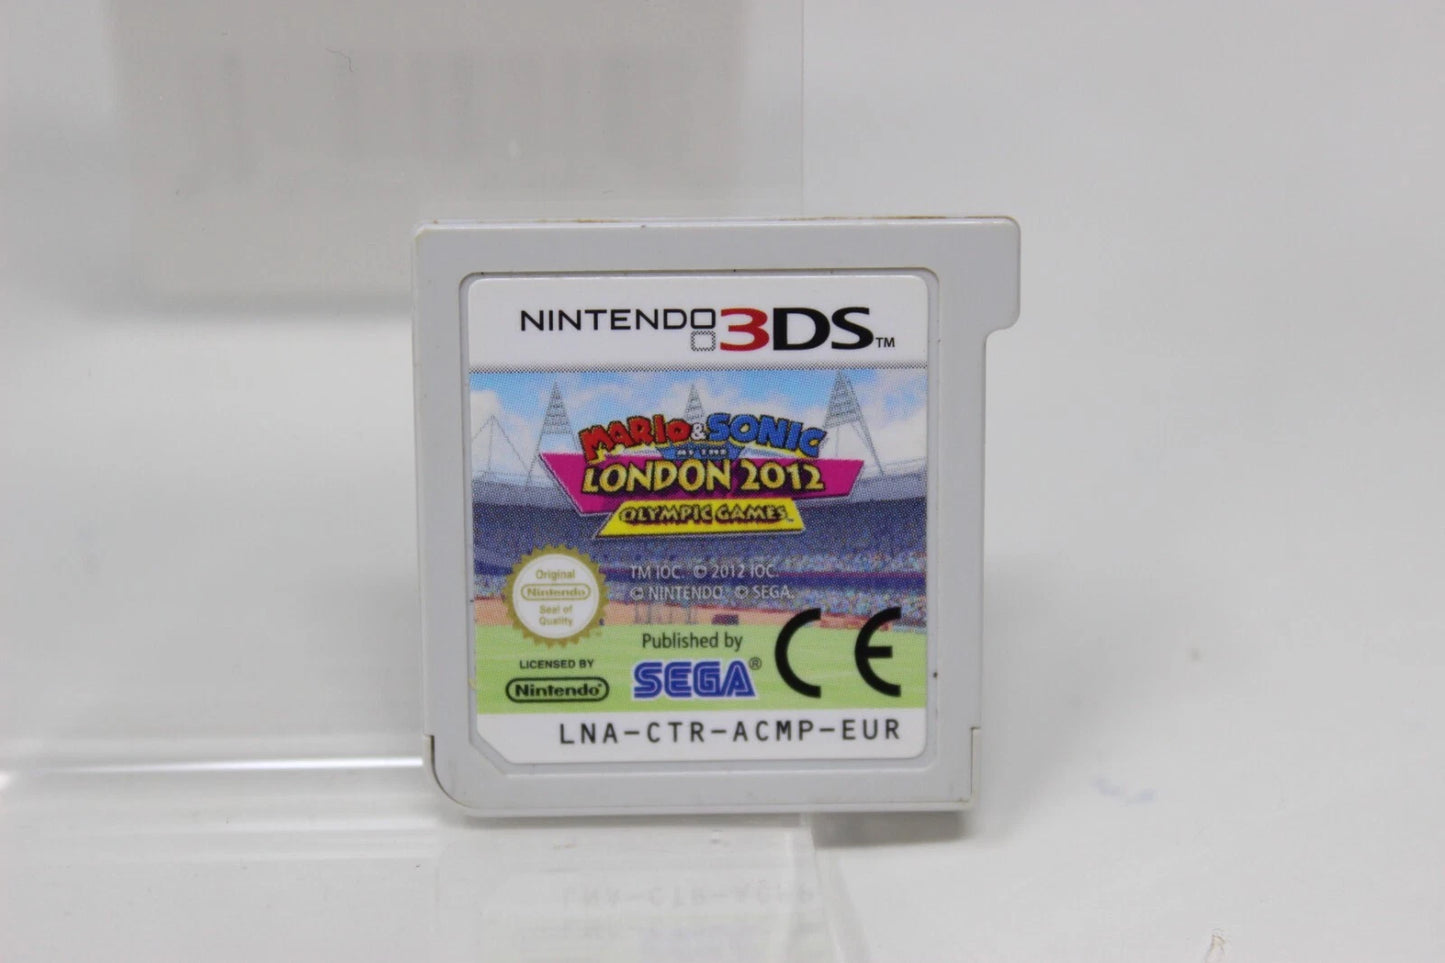 NINTENDO 3DS™
MARIO & SONIC
AT THE
LONDON 2012
OLYMPIC GAMES™
Original
Nintendo
Seal of
Quality
TM IOC. © 2012 IOC.
© NINTENDO. © SEGA.
Published by
SEGA®
LICENSED BY
Nintendo®
CE
LNA-CTR-ACMP-EUR